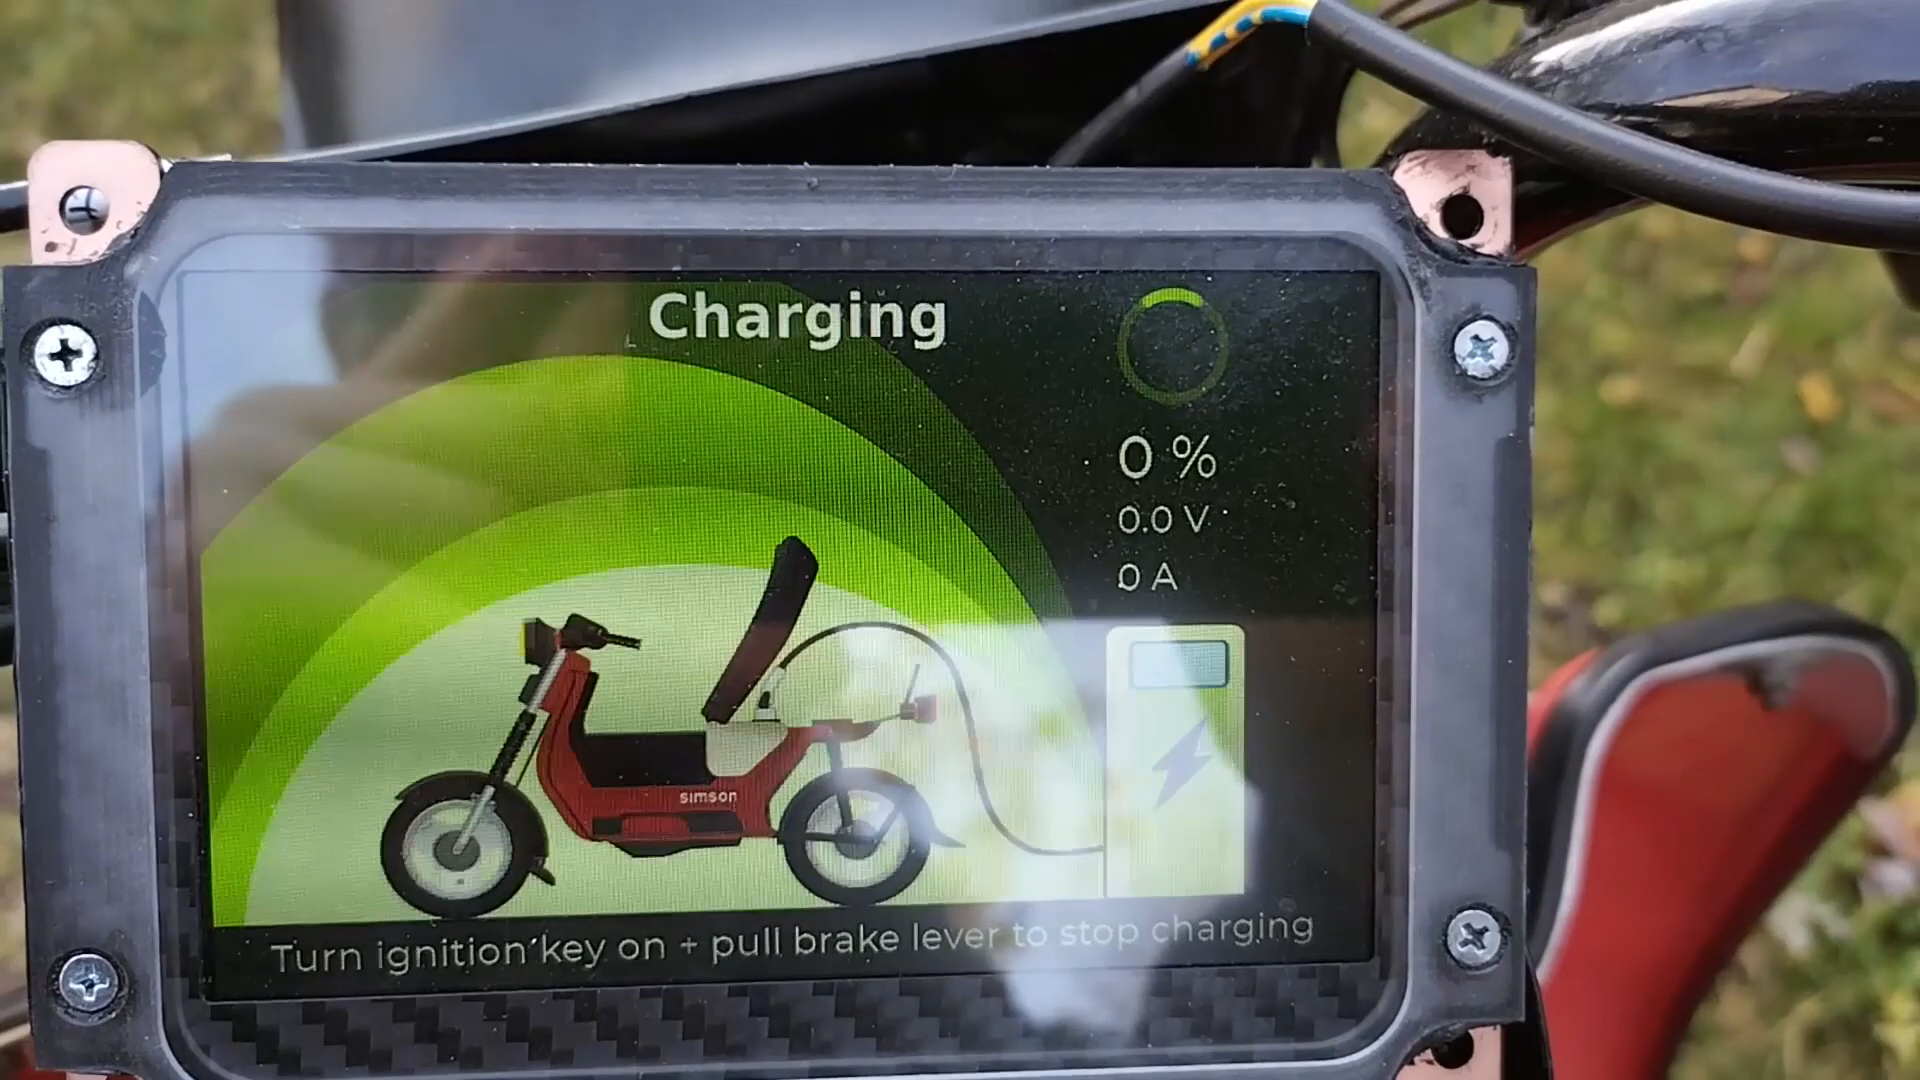 Charging
0 %
0.0 V
0 A
simson
Turn ignition key on + pull brake lever to stop charging